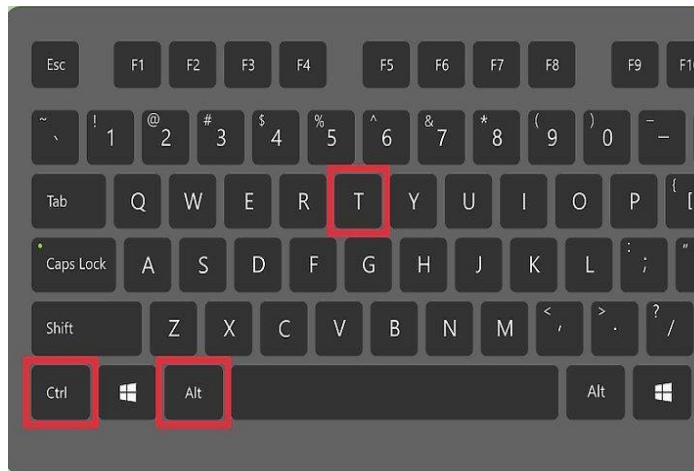 Esc F1 F2 F3 F4 F5 F6 F7 F8 F9 F1
~ ` ! 1 @ 2 # 3 $ 4 % 5 ^ 6 & 7 * 8 ( 9 ) 0 _ –
Tab Q W E R T Y U I O P { [
Caps Lock A S D F G H J K L : ; "
Shift Z X C V B N M < , > . ? /
Ctrl Alt Alt